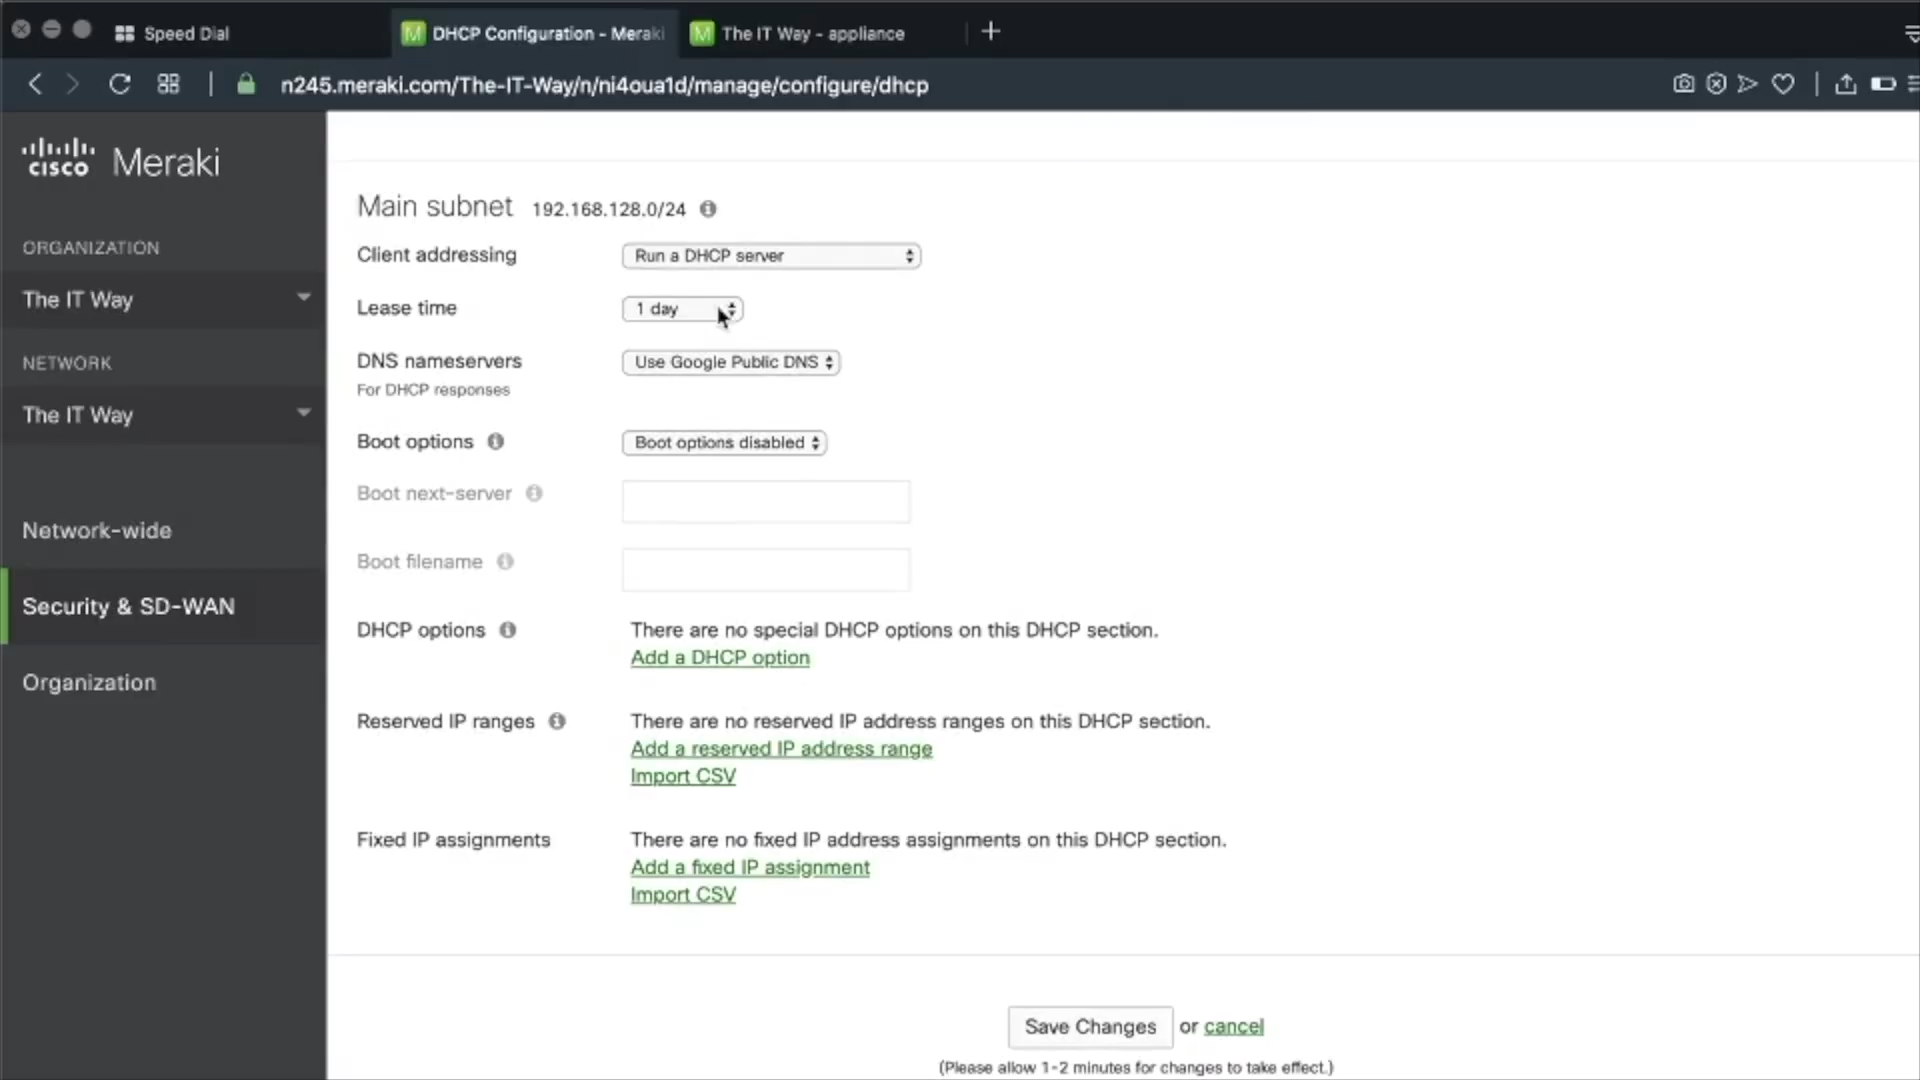 Speed Dial
DHCP Configuration - Meraki
The IT Way - appliance
n245.meraki.com/The-IT-Way/n/ni4oua1d/manage/configure/dhcp
cisco Meraki
ORGANIZATION
The IT Way
NETWORK
The IT Way
Network-wide
Security & SD-WAN
Organization
Main subnet 192.168.128.0/24
Client addressing Run a DHCP server
Lease time 1 day
DNS nameservers Use Google Public DNS
For DHCP responses
Boot options Boot options disabled
Boot next-server
Boot filename
DHCP options There are no special DHCP options on this DHCP section.
Add a DHCP option
Reserved IP ranges There are no reserved IP address ranges on this DHCP section.
Add a reserved IP address range
Import CSV
Fixed IP assignments There are no fixed IP address assignments on this DHCP section.
Add a fixed IP assignment
Import CSV
Save Changes or cancel
(Please allow 1-2 minutes for changes to take effect.)